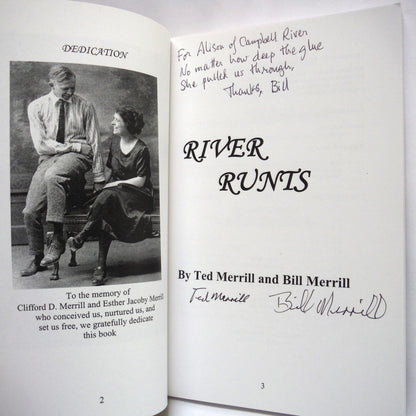 DEDICATION
To the memory of
Clifford D. Merrill and Esther Jacoby Merrill
who conceived us, nurtured us, and
set us free, we gratefully dedicate
this book
2
For Alison of Campbell River
No matter how deep the glue
She pulled us through.
Thanks, Bill
RIVER
RUNTS
By Ted Merrill and Bill Merrill
Ted Merrill
Bill Merrill
3